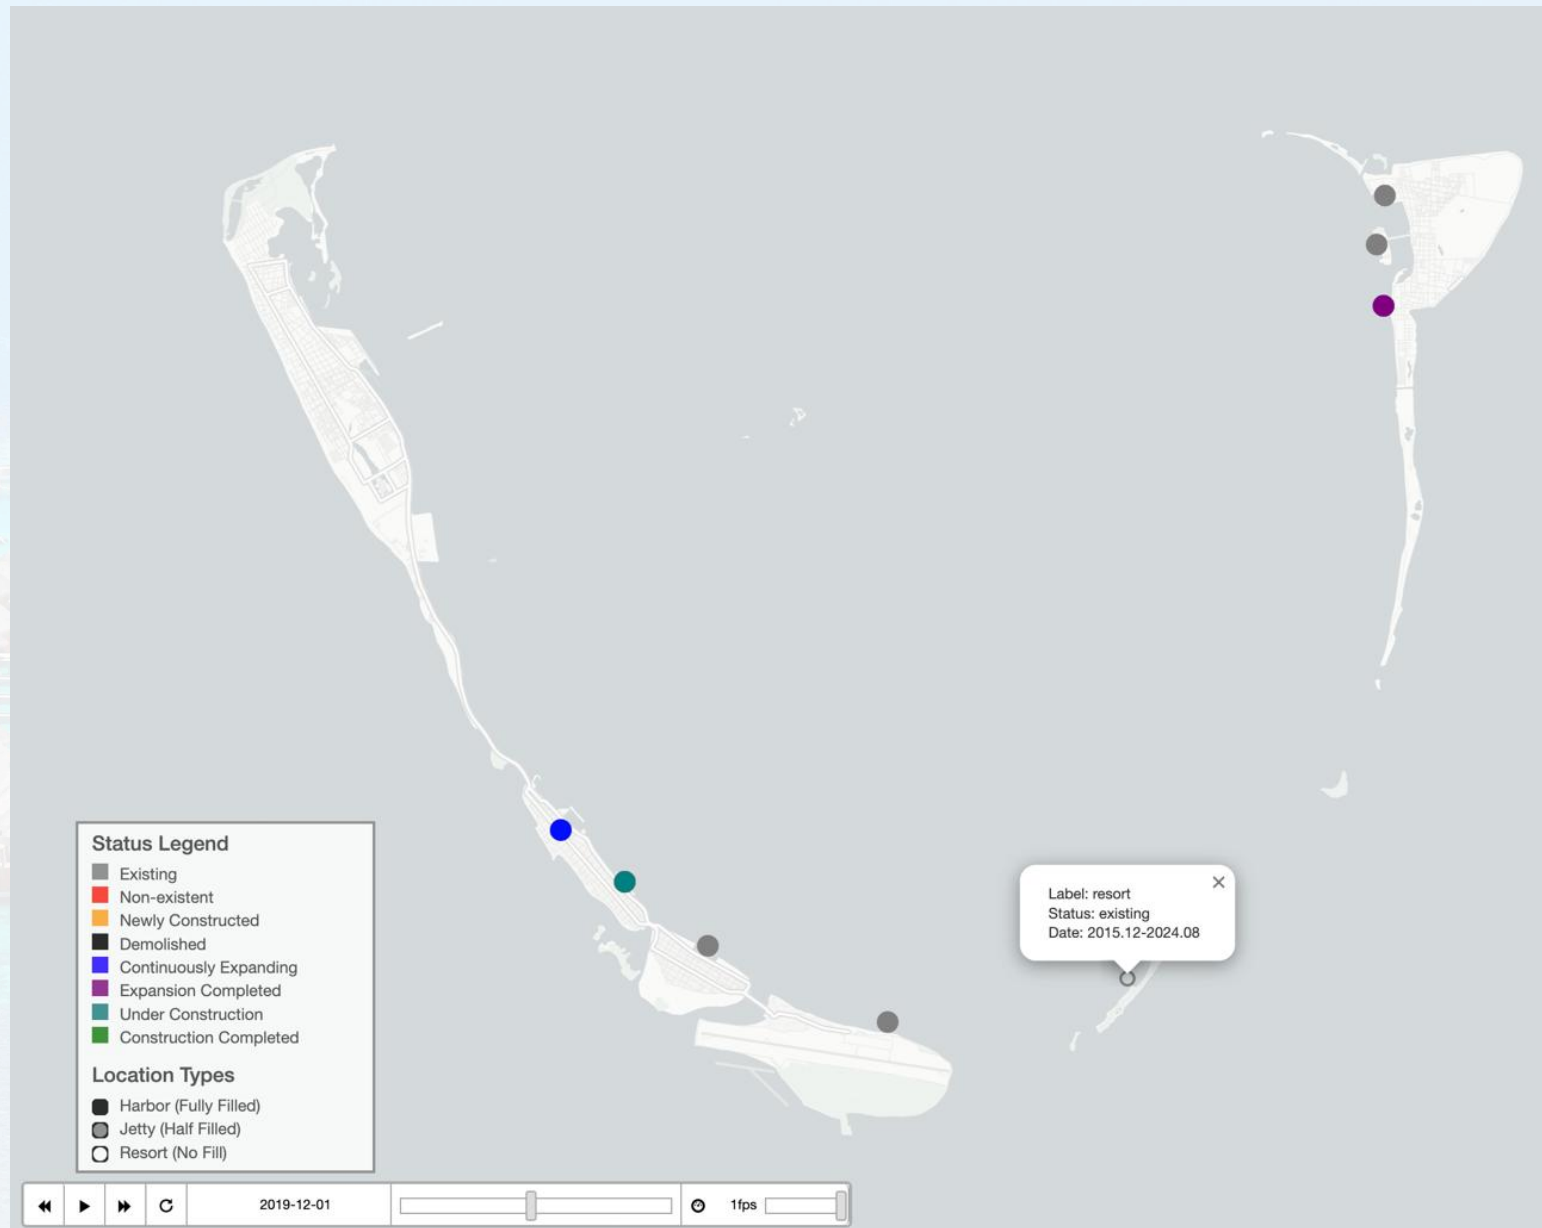 Label: resort
Status: existing
Date: 2015.12-2024.08
Status Legend
Existing
Non-existent
Newly Constructed
Demolished
Continuously Expanding
Expansion Completed
Under Construction
Construction Completed
Location Types
Harbor (Fully Filled)
Jetty (Half Filled)
Resort (No Fill)
2019-12-01
1fps